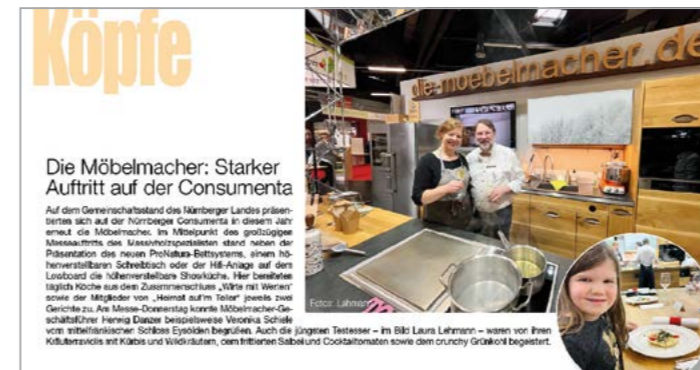 Köpfe
die-moebelmacher.de
Die Möbelmacher: Starker
Auftritt auf der Consumenta
Auf dem Gemeinschaftsstand des Nürnberger Landes präsen-
tierten sich auf der Nürnberger Consumenta in diesem Jahr
erneut die Möbelmacher. Im Mittelpunkt des großzügigen
Messeauftritts des Massivholzspezialisten stand neben der
Präsentation des neuen ProNatura-Bettsystems, einem hö-
henverstellbaren Schreibtisch oder der Hifi-Anlage auf dem
Lowboard die höhenverstellbare Showküche. Hier bereiteten
täglich Köche aus dem Zusammenschluss „Wirte mit Werten"
sowie der Mitglieder von „Heimat auf'm Teller" jeweils zwei
Gerichte zu. Am Messe-Donnerstag konnte Möbelmacher-Ge-
schäftsführer Herwig Danzer beispielsweise Veronika Schiele
vom mittelfränkischen Schloss Eysölden begrüßen. Auch die jüngsten Testesser – im Bild Laura Lehmann – waren von ihren
Kräuterraviolis mit Kürbis und Wildkräutern, dem frittierten Salbei und Cocktailtomaten sowie dem crunchy Grünkohl begeistert.
Fotos: Lehmann